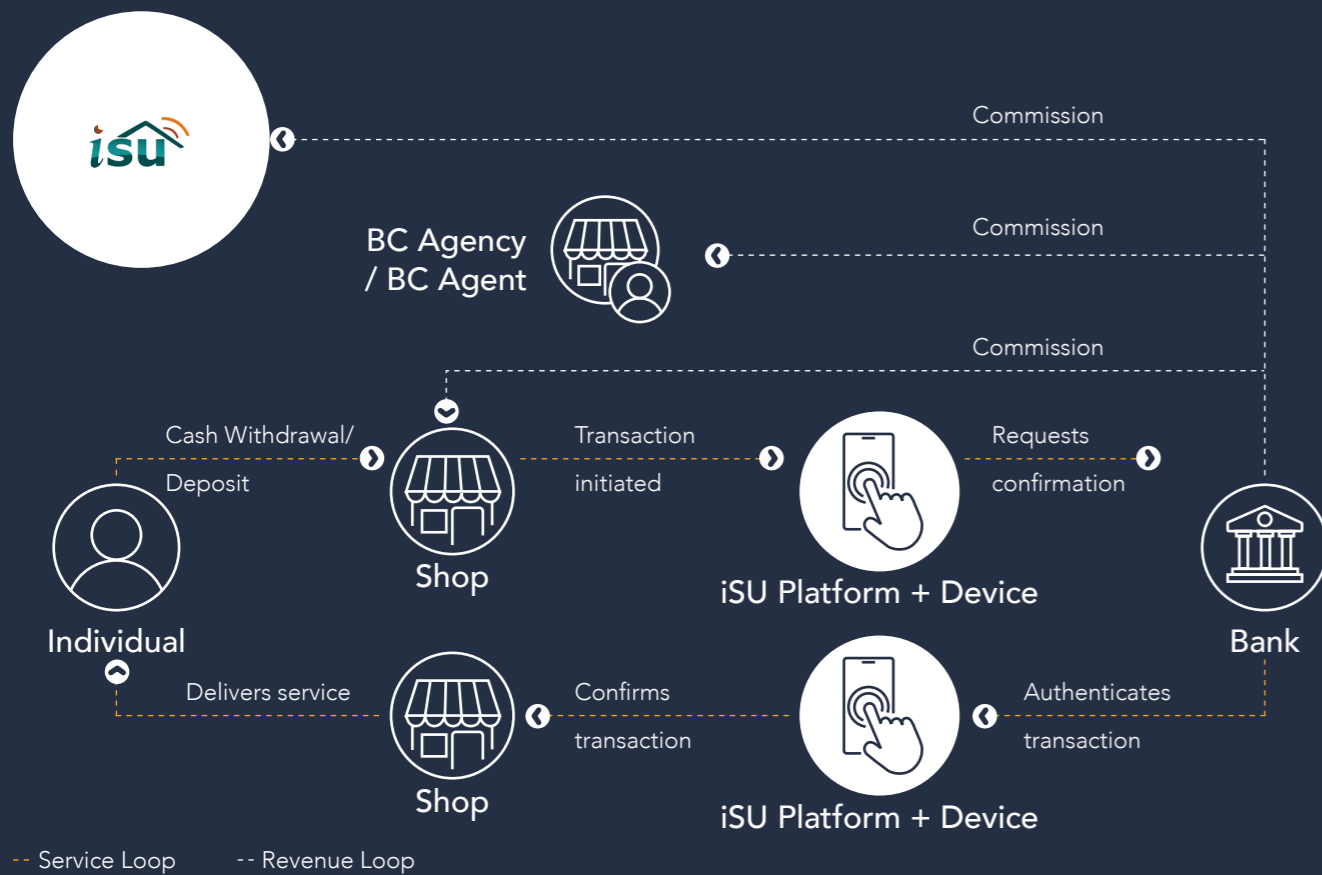 isu
Commission
Commission
BC Agency
/ BC Agent
Commission
Cash Withdrawal/
Deposit
Transaction
initiated
Requests
confirmation
Shop
iSU Platform + Device
Individual
Bank
Delivers service
Confirms
transaction
Authenticates
transaction
Shop
iSU Platform + Device
-- Service Loop
-- Revenue Loop